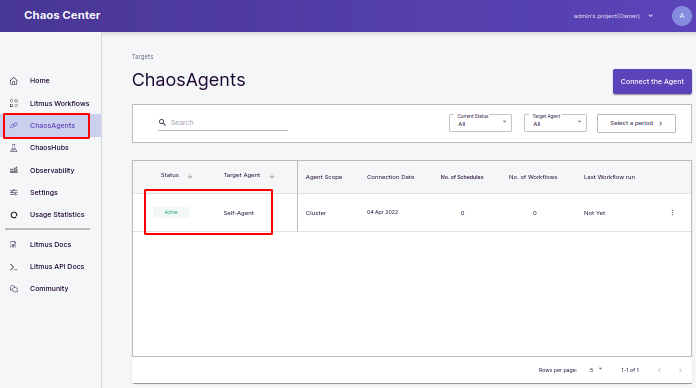 Chaos Center
admin's project(Owner)
A
Home
Litmus Workflows
ChaosAgents
ChaosHubs
Observability
Settings
Usage Statistics
Litmus Docs
Litmus API Docs
Community
Targets
ChaosAgents
Connect the Agent
Search
Current Status
All
Target Agent
All
Select a period
Status Target Agent Agent Scope Connection Date No. of Schedules No. of Workflows Last Workflow run
Active Self-Agent Cluster 04 Apr 2022 0 0 Not Yet
Rows per page: 5 1-1 of 1